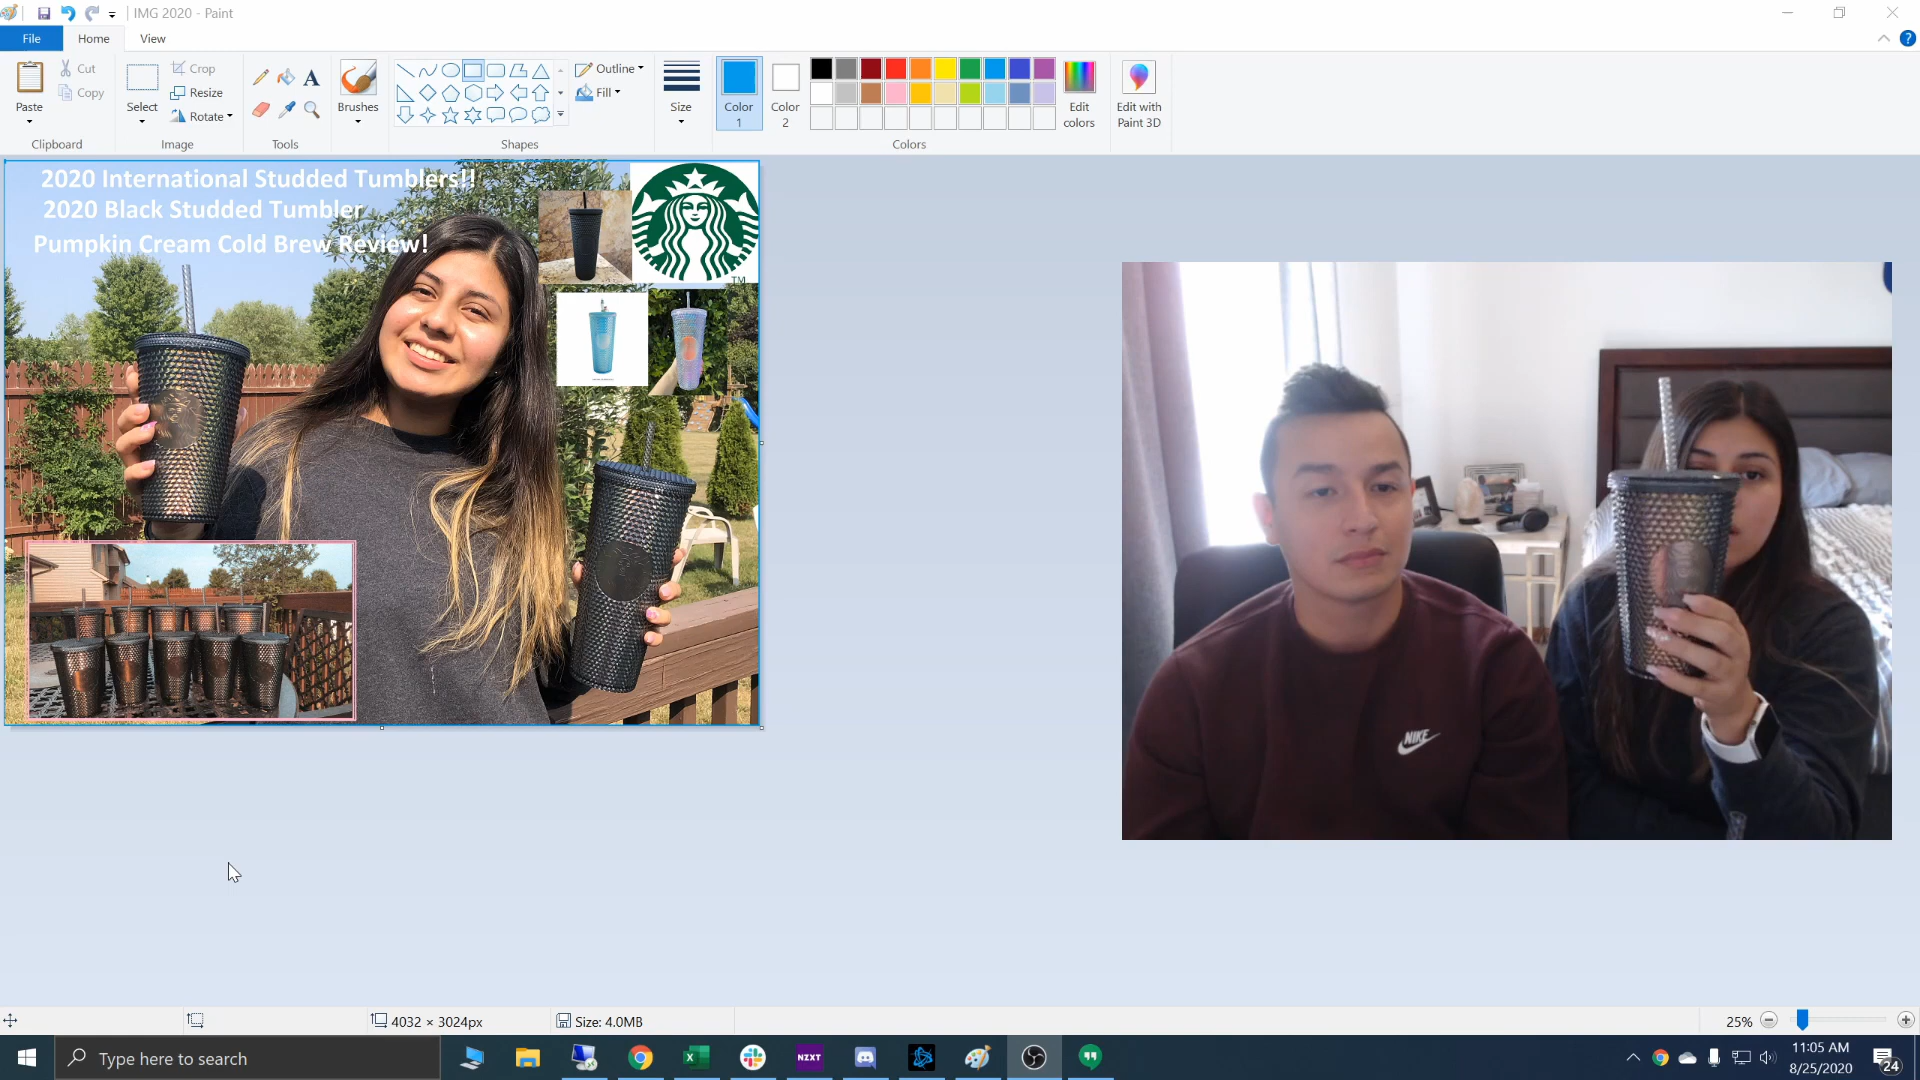 IMG 2020 - Paint
File
Home
View
Paste
Cut
Copy
Clipboard
Select
Crop
Resize
Rotate
Image
A
Tools
Brushes
Outline
Fill
Shapes
Size
Color
1
Color
2
Edit
colors
Colors
Edit with
Paint 3D
2020 International Studded Tumblers!!
2020 Black Studded Tumbler
Pumpkin Cream Cold Brew Review!
TM
NIKE
4032 × 3024px
Size: 4.0MB
25%
Type here to search
NZXT
11:05 AM
8/25/2020
24